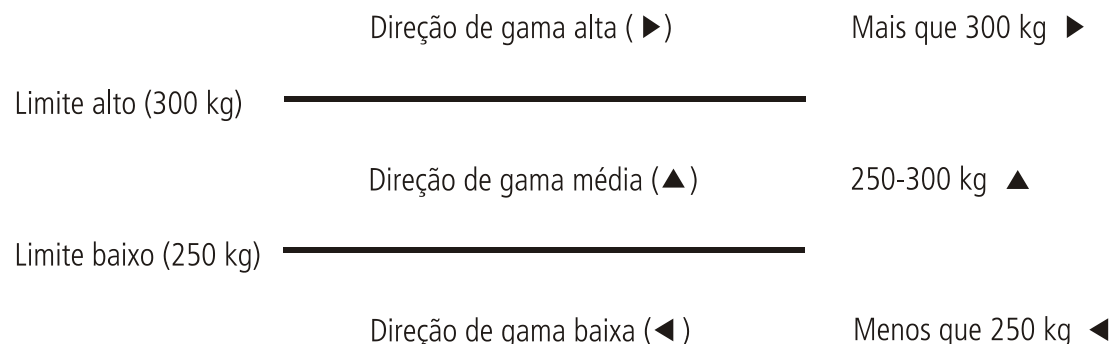 Direção de gama alta (▶) Mais que 300 kg ▶
Limite alto (300 kg)
Direção de gama média (▲) 250-300 kg ▲
Limite baixo (250 kg)
Direção de gama baixa (◀) Menos que 250 kg ◀